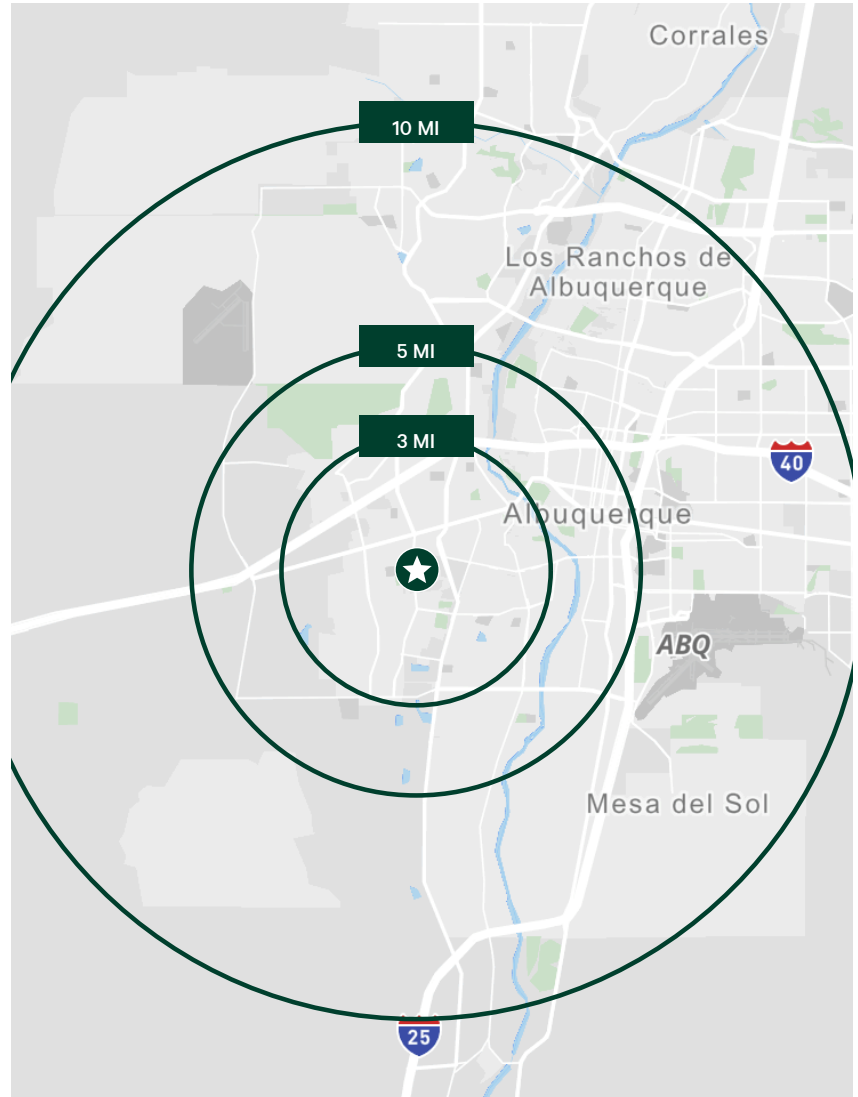 Corrales
10 MI
Los Ranchos de
Albuquerque
5 MI
3 MI
40
Albuquerque
ABQ
Mesa del Sol
25